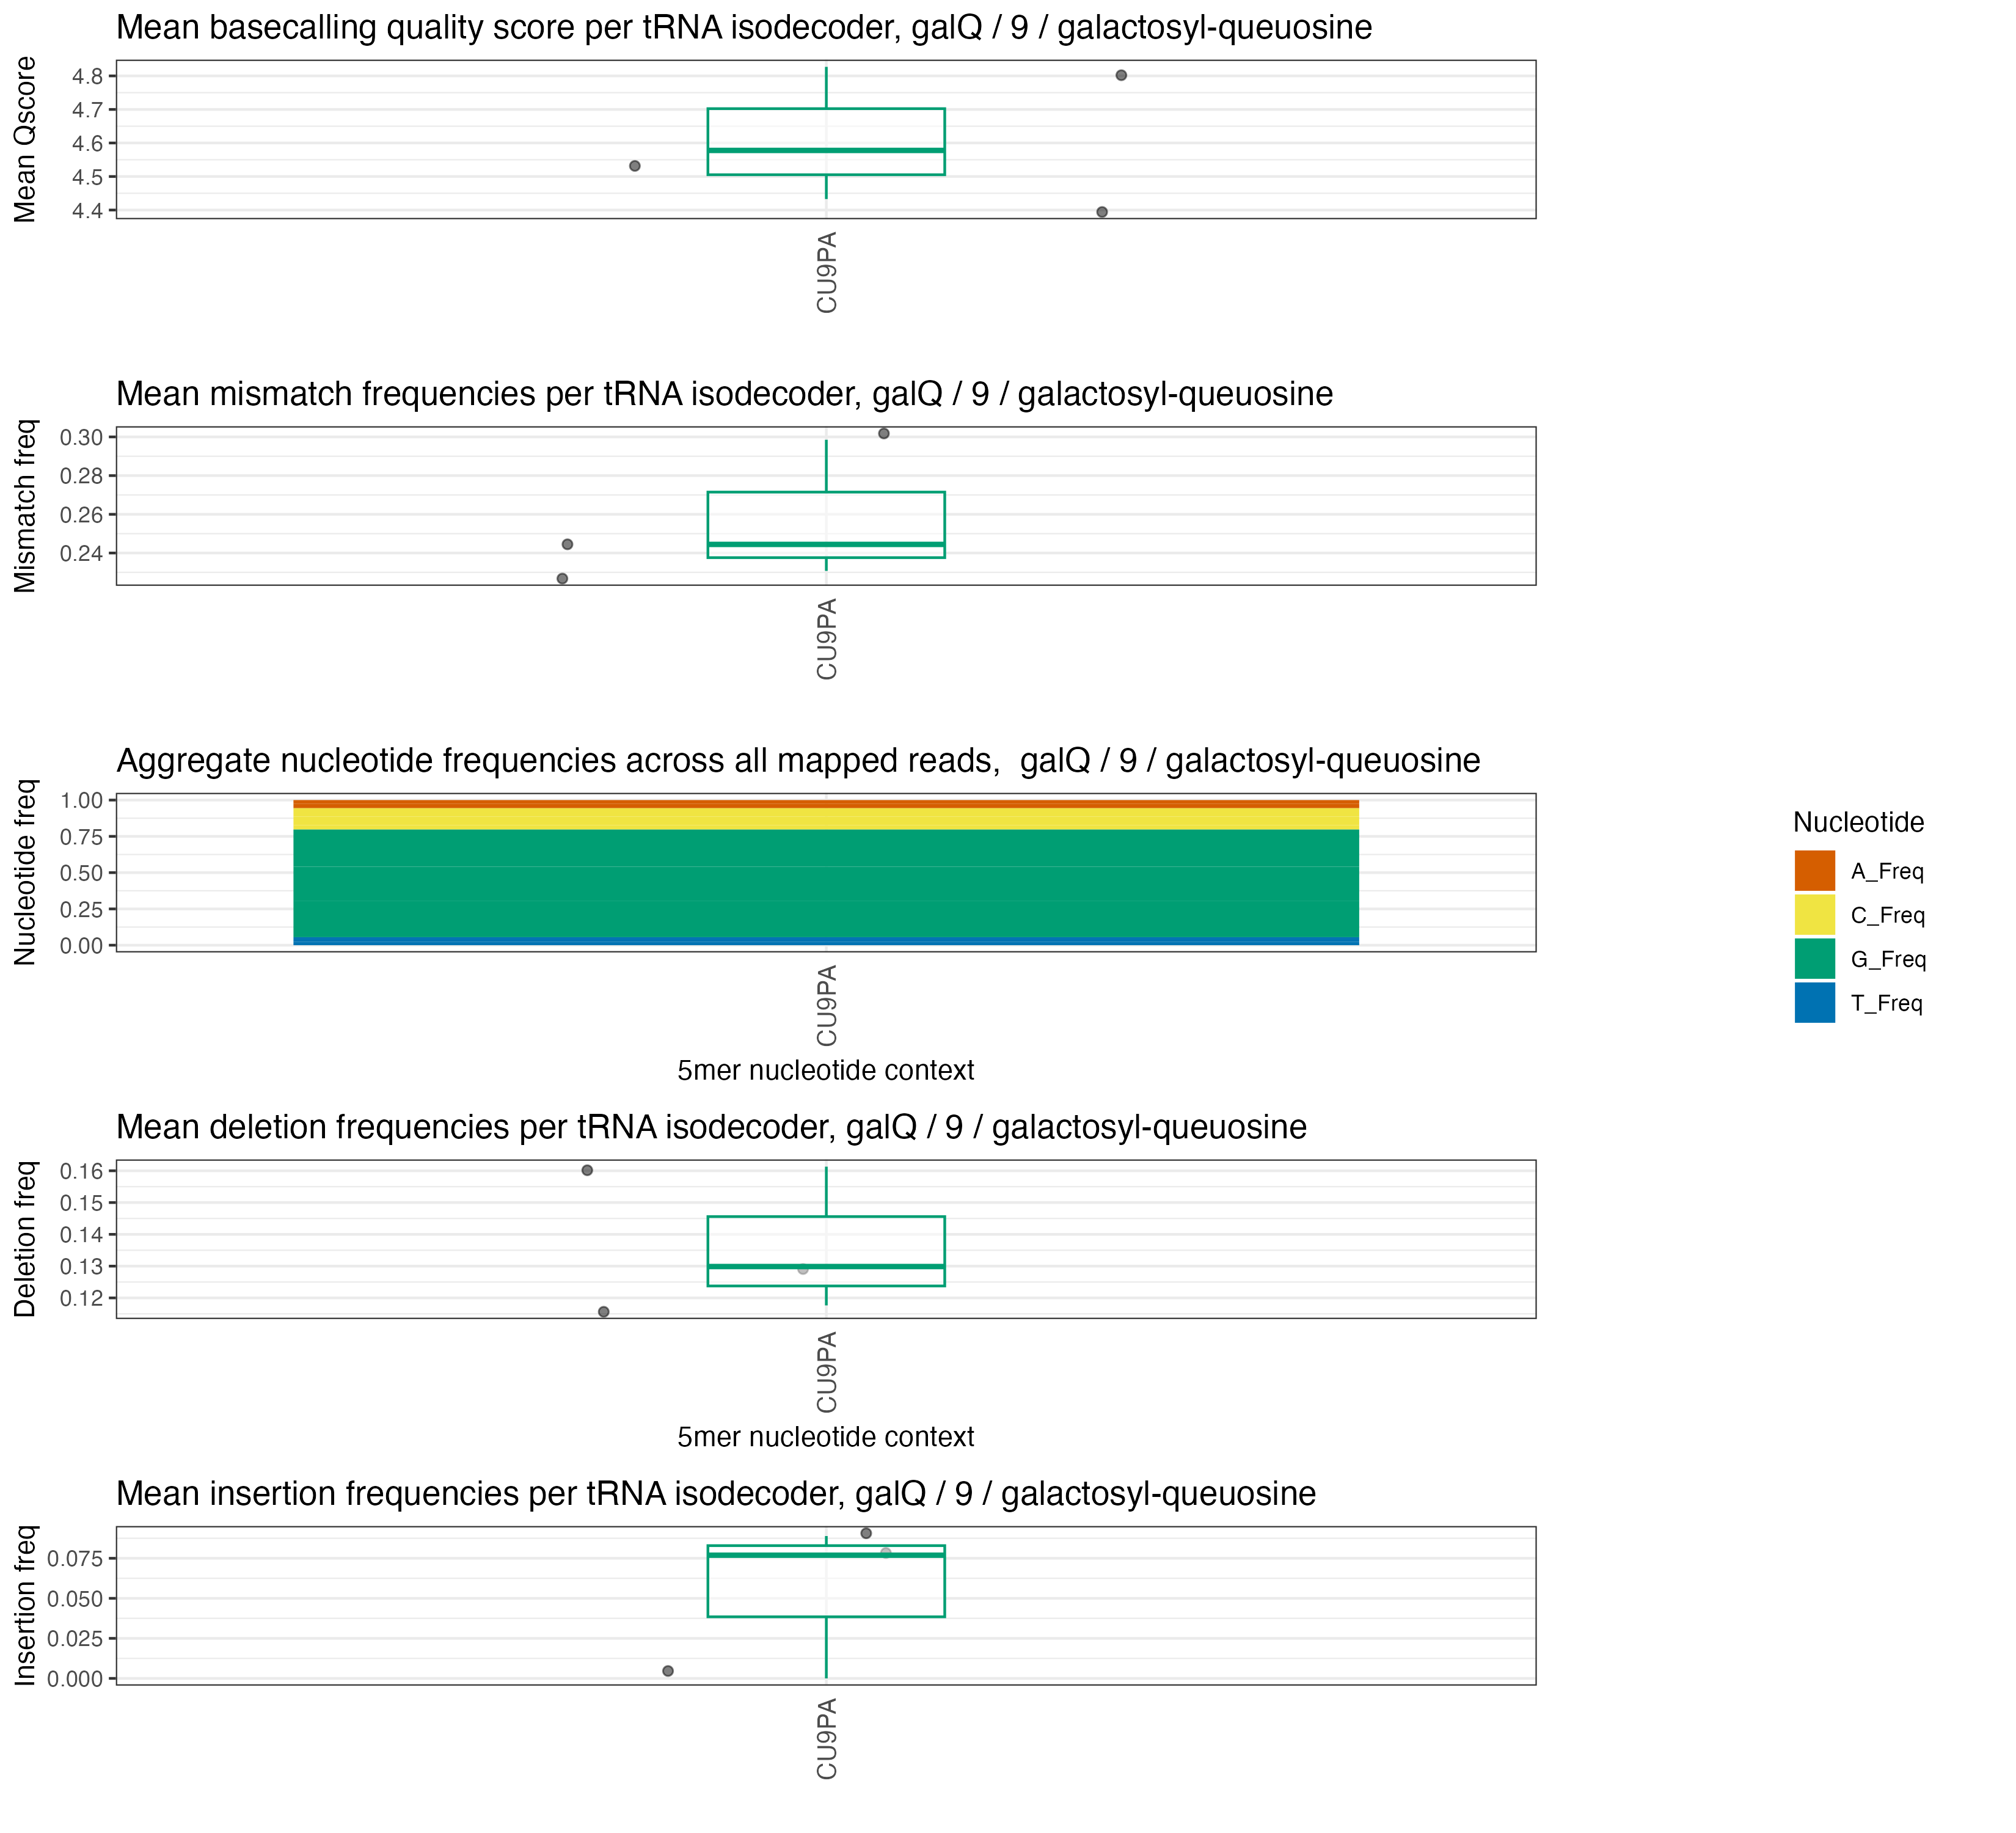 Mean basecalling quality score per tRNA isodecoder, galQ / 9 / galactosyl-queuosine
Mean Qscore
4.8
4.7
4.6
4.5
4.4
CU9PA
Mean mismatch frequencies per tRNA isodecoder, galQ / 9 / galactosyl-queuosine
Mismatch freq
0.30
0.28
0.26
0.24
CU9PA
Aggregate nucleotide frequencies across all mapped reads,  galQ / 9 / galactosyl-queuosine
Nucleotide freq
1.00
0.75
0.50
0.25
0.00
CU9PA
5mer nucleotide context
Nucleotide
A_Freq
C_Freq
G_Freq
T_Freq
Mean deletion frequencies per tRNA isodecoder, galQ / 9 / galactosyl-queuosine
Deletion freq
0.16
0.15
0.14
0.13
0.12
CU9PA
5mer nucleotide context
Mean insertion frequencies per tRNA isodecoder, galQ / 9 / galactosyl-queuosine
Insertion freq
0.075
0.050
0.025
0.000
CU9PA